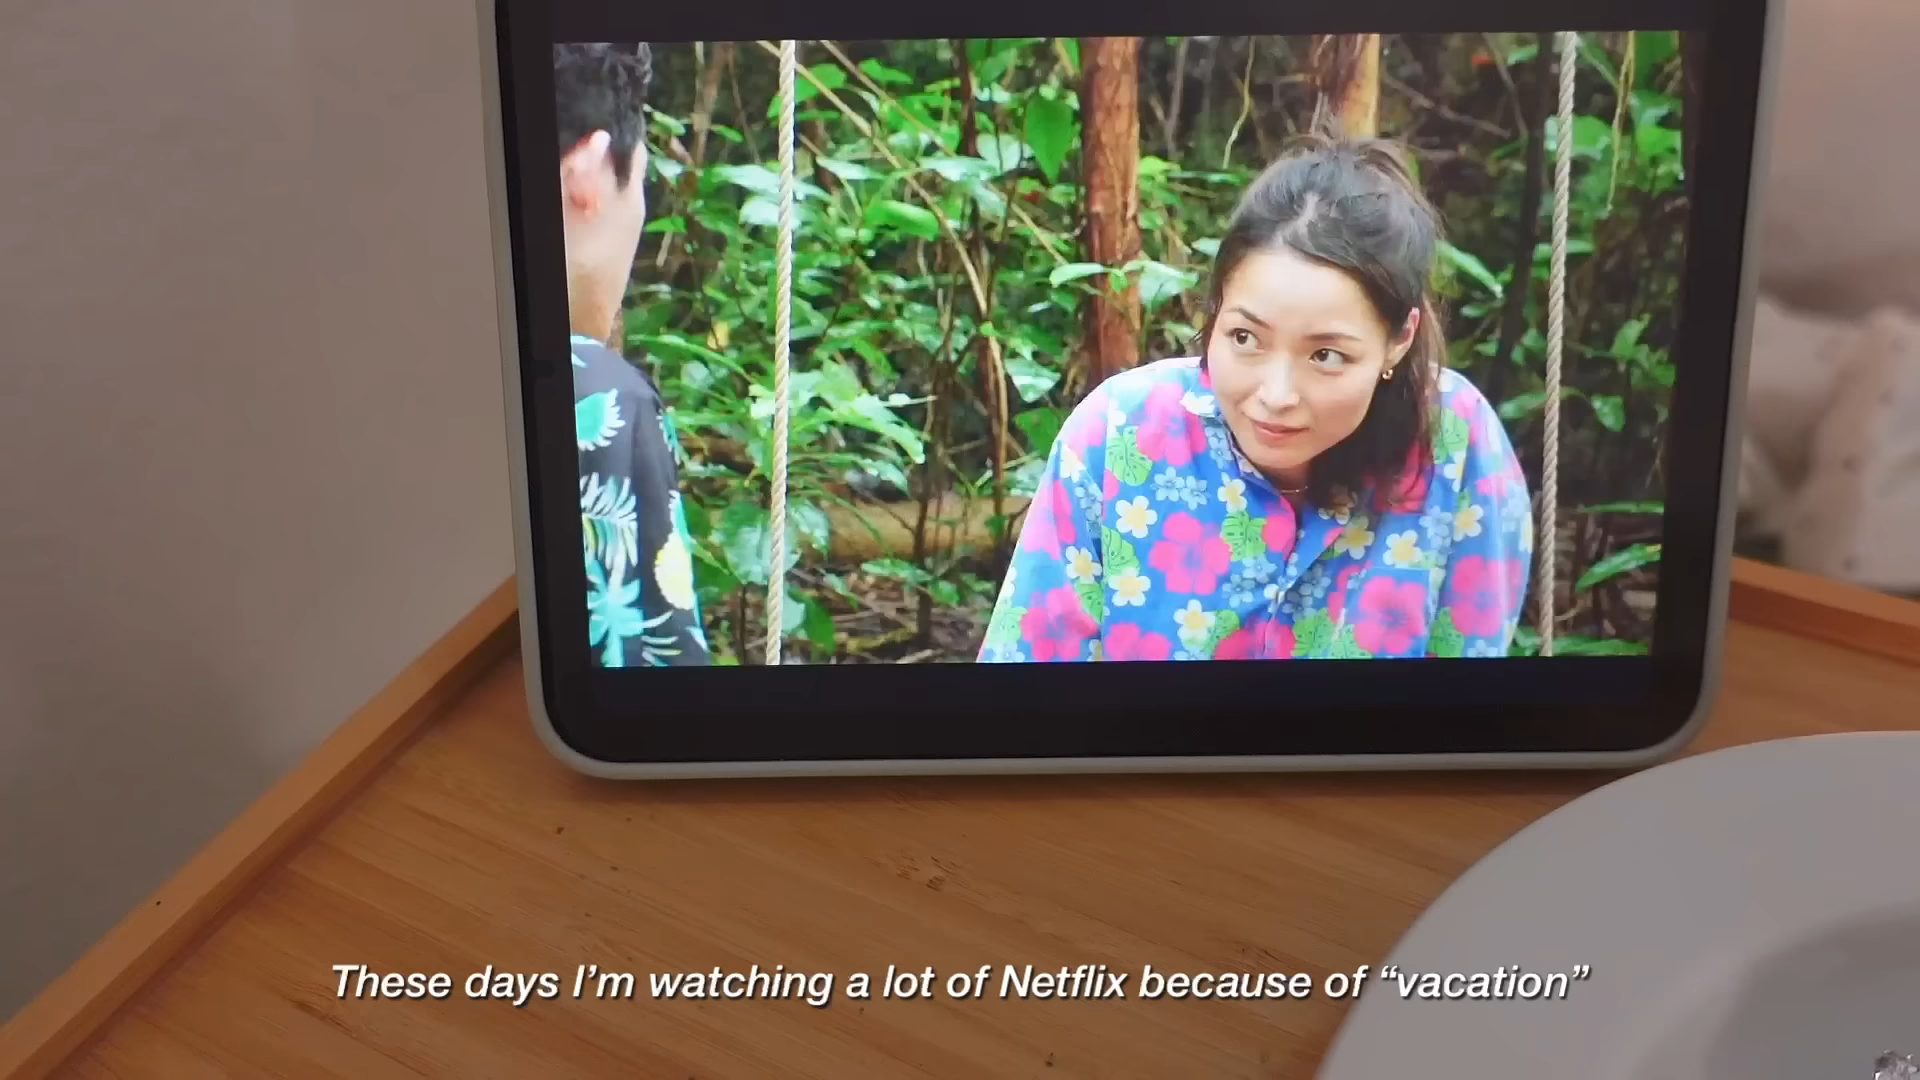 These days I'm watching a lot of Netflix because of “vacation”